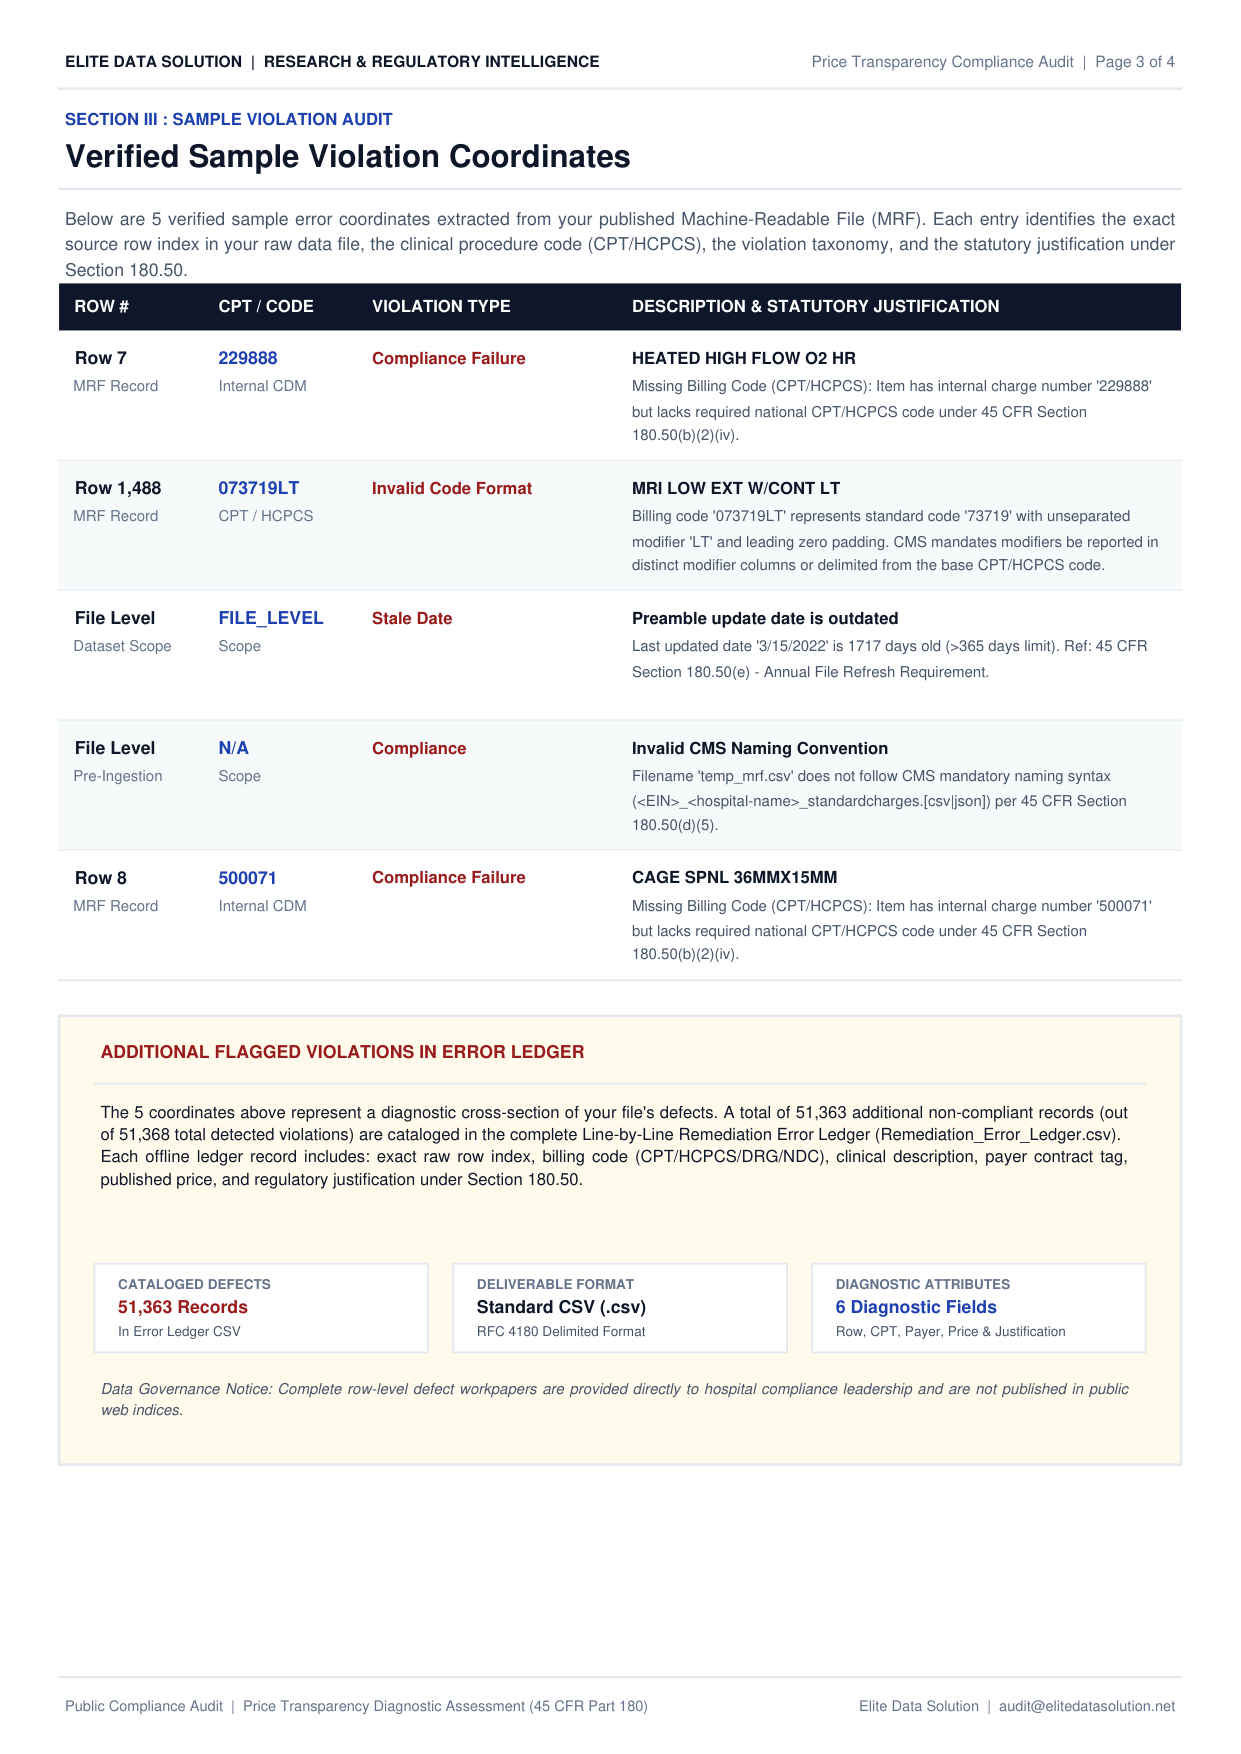 ELITE DATA SOLUTION | RESEARCH & REGULATORY INTELLIGENCE
Price Transparency Compliance Audit | Page 3 of 4
SECTION III : SAMPLE VIOLATION AUDIT
Verified Sample Violation Coordinates
Below are 5 verified sample error coordinates extracted from your published Machine-Readable File (MRF). Each entry identifies the exact
source row index in your raw data file, the clinical procedure code (CPT/HCPCS), the violation taxonomy, and the statutory justification under
Section 180.50.
ROW # CPT / CODE VIOLATION TYPE DESCRIPTION & STATUTORY JUSTIFICATION
Row 7 229888 Compliance Failure HEATED HIGH FLOW O2 HR
MRF Record Internal CDM Missing Billing Code (CPT/HCPCS): Item has internal charge number '229888'
but lacks required national CPT/HCPCS code under 45 CFR Section
180.50(b)(2)(iv).
Row 1,488 073719LT Invalid Code Format MRI LOW EXT W/CONT LT
MRF Record CPT / HCPCS Billing code '073719LT' represents standard code '73719' with unseparated
modifier 'LT' and leading zero padding. CMS mandates modifiers be reported in
distinct modifier columns or delimited from the base CPT/HCPCS code.
File Level FILE_LEVEL Stale Date Preamble update date is outdated
Dataset Scope Scope Last updated date '3/15/2022' is 1717 days old (>365 days limit). Ref: 45 CFR
Section 180.50(e) - Annual File Refresh Requirement.
File Level N/A Compliance Invalid CMS Naming Convention
Pre-Ingestion Scope Filename 'temp_mrf.csv' does not follow CMS mandatory naming syntax
(<EIN>_<hospital-name>_standardcharges.[csv|json]) per 45 CFR Section
180.50(d)(5).
Row 8 500071 Compliance Failure CAGE SPNL 36MMX15MM
MRF Record Internal CDM Missing Billing Code (CPT/HCPCS): Item has internal charge number '500071'
but lacks required national CPT/HCPCS code under 45 CFR Section
180.50(b)(2)(iv).
ADDITIONAL FLAGGED VIOLATIONS IN ERROR LEDGER
The 5 coordinates above represent a diagnostic cross-section of your file's defects. A total of 51,363 additional non-compliant records (out
of 51,368 total detected violations) are cataloged in the complete Line-by-Line Remediation Error Ledger (Remediation_Error_Ledger.csv).
Each offline ledger record includes: exact raw row index, billing code (CPT/HCPCS/DRG/NDC), clinical description, payer contract tag,
published price, and regulatory justification under Section 180.50.
CATALOGED DEFECTS
51,363 Records
In Error Ledger CSV
DELIVERABLE FORMAT
Standard CSV (.csv)
RFC 4180 Delimited Format
DIAGNOSTIC ATTRIBUTES
6 Diagnostic Fields
Row, CPT, Payer, Price & Justification
Data Governance Notice: Complete row-level defect workpapers are provided directly to hospital compliance leadership and are not published in public
web indices.
Public Compliance Audit | Price Transparency Diagnostic Assessment (45 CFR Part 180)
Elite Data Solution | audit@elitedatasolution.net